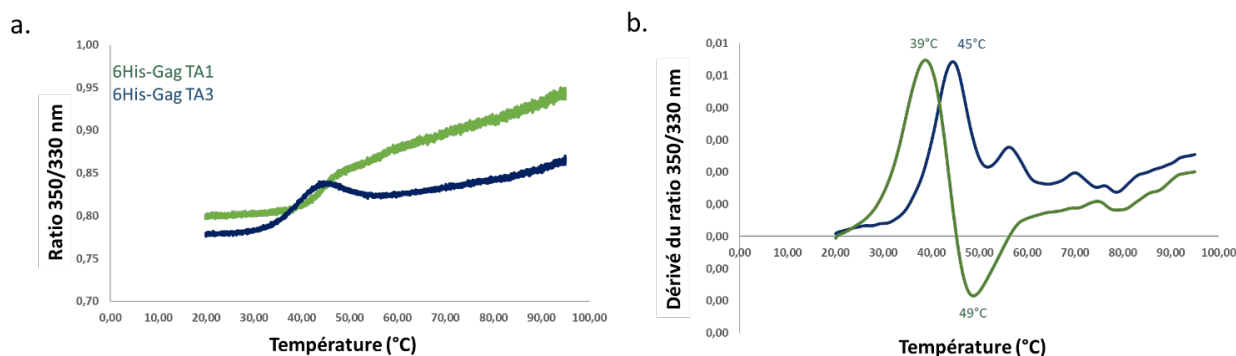 a.
1,00
0,95
0,90
0,85
0,80
0,75
0,70
Ratio 350/330 nm
6His-Gag TA1
6His-Gag TA3
0,00 10,00 20,00 30,00 40,00 50,00 60,00 70,00 80,00 90,00 100,00
Température (°C)
b.
0,01
0,01
0,00
0,00
0,00
0,00
0,00
0,00
0,00
0,00
Dérivé du ratio 350/330 nm
39°C 45°C
0,00 10,00 20,00 30,00 40,00 50,00 60,00 70,00 80,00 90,00 100,00
49°C
Température (°C)